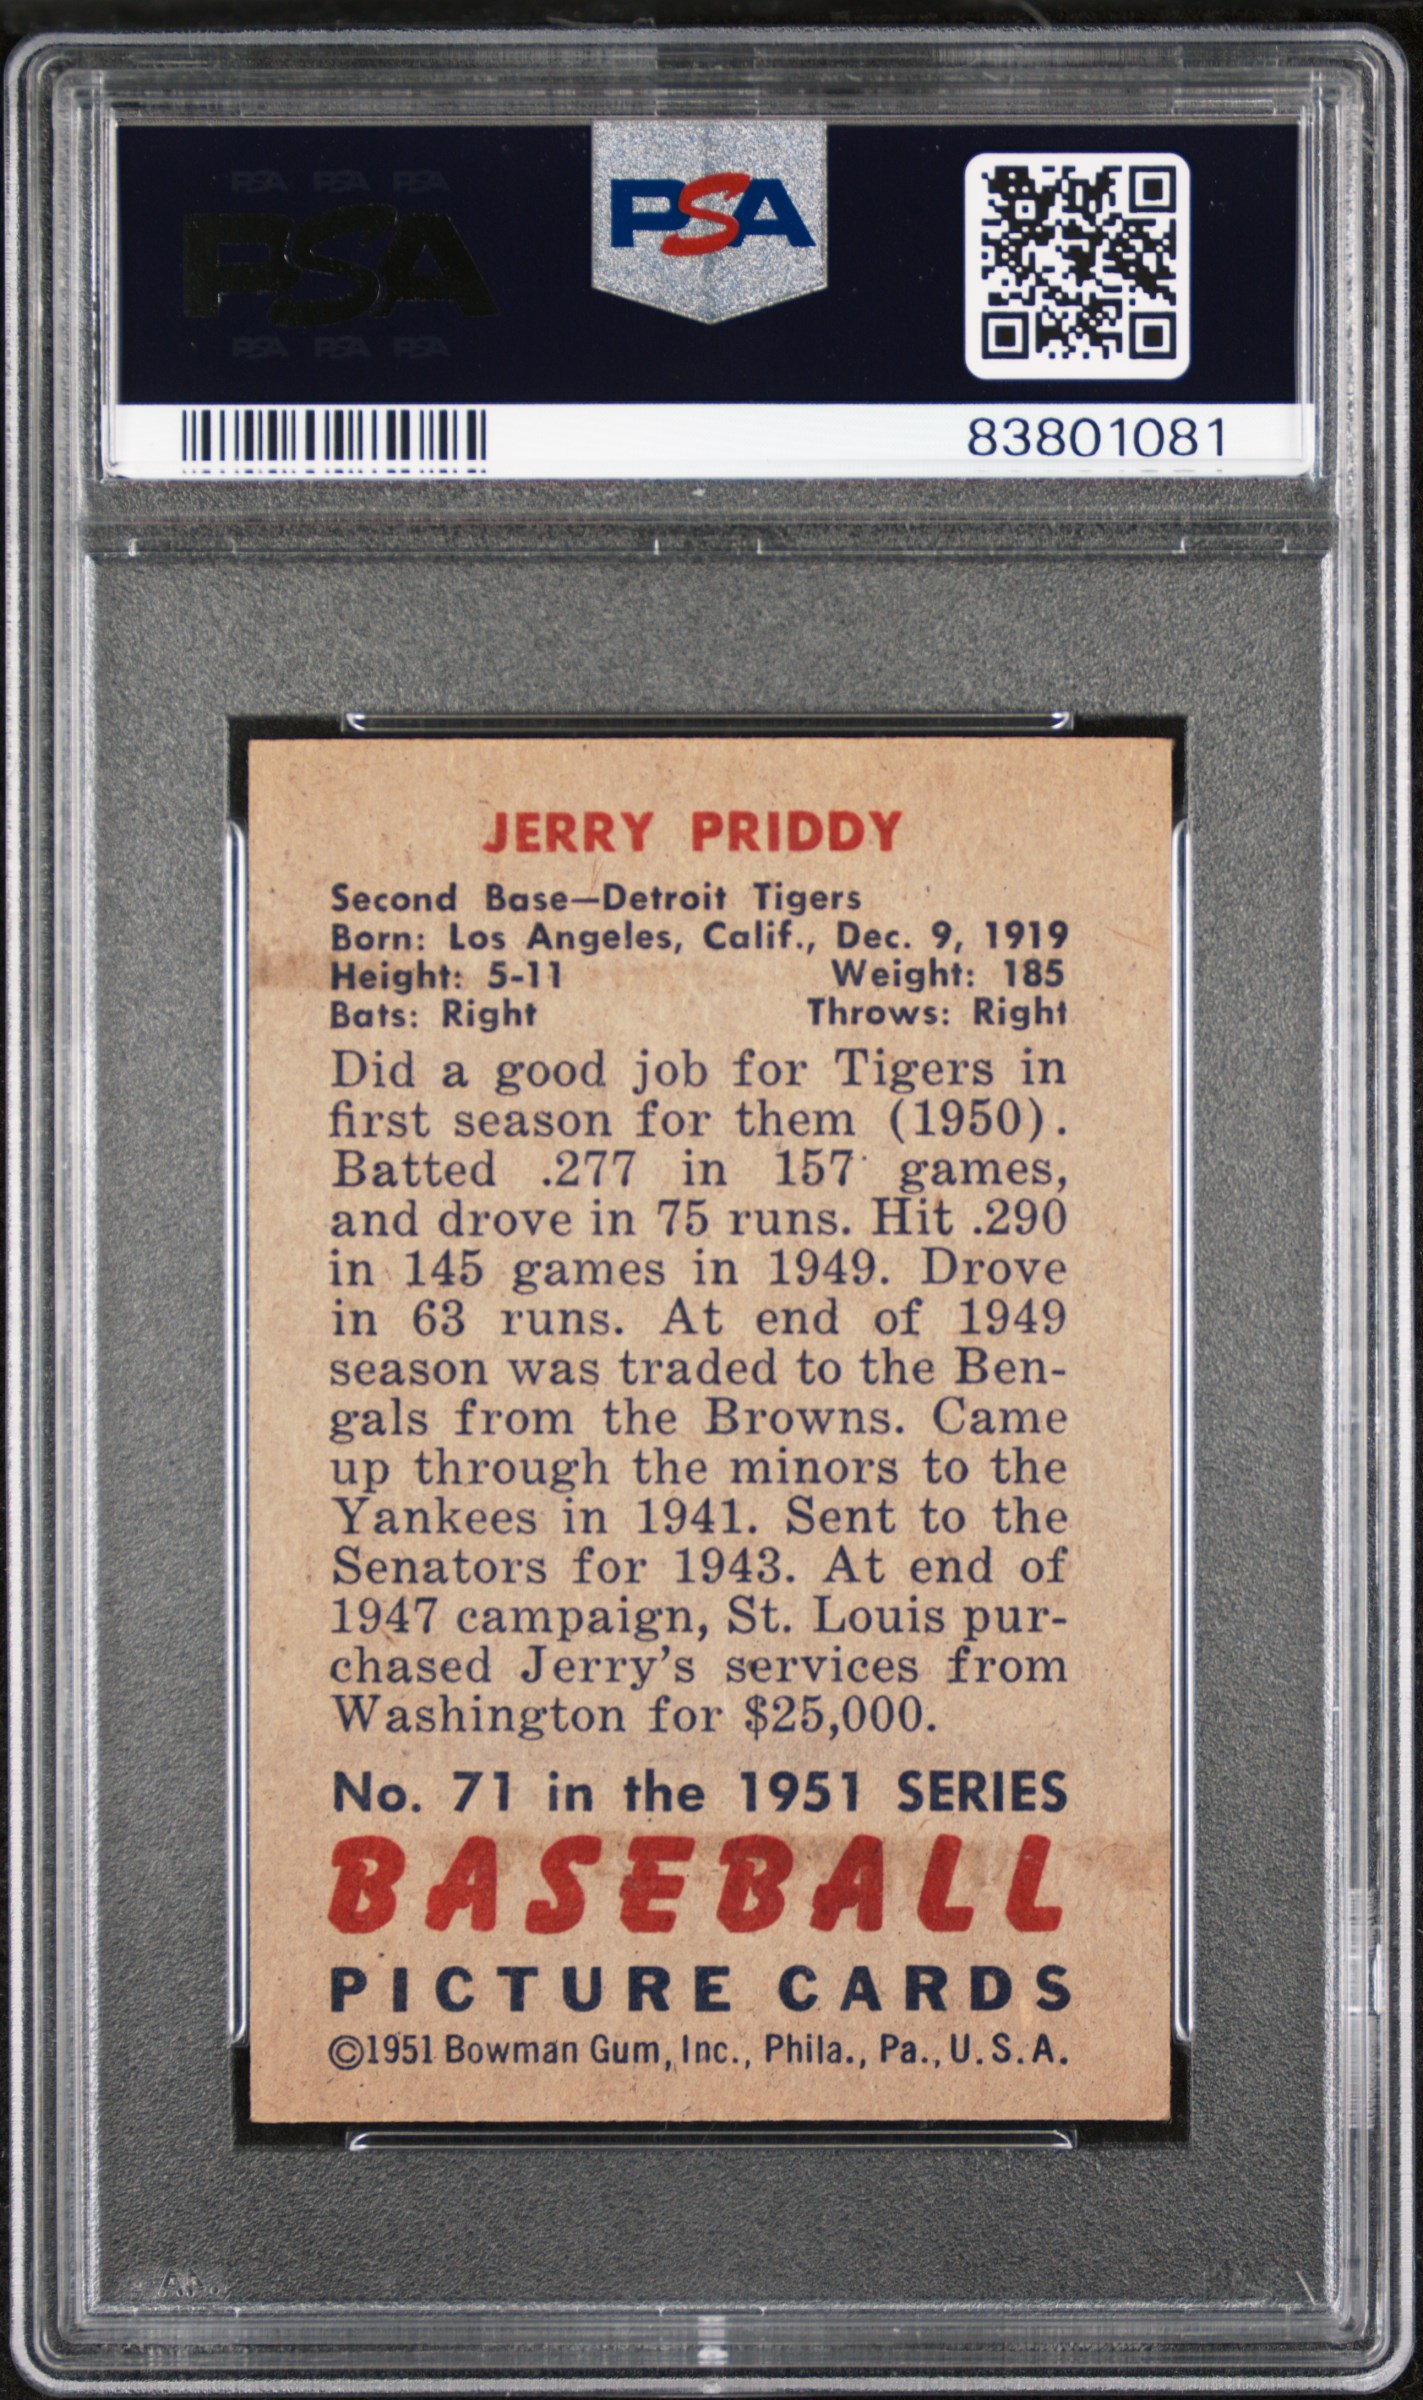 PSA PSA PSA
PSA
PSA PSA PSA
PSA
83801081
JERRY PRIDDY
Second Base—Detroit Tigers
Born: Los Angeles, Calif., Dec. 9, 1919
Height: 5-11 Weight: 185
Bats: Right Throws: Right
Did a good job for Tigers in
first season for them (1950).
Batted .277 in 157 games,
and drove in 75 runs. Hit .290
in 145 games in 1949. Drove
in 63 runs. At end of 1949
season was traded to the Ben-
gals from the Browns. Came
up through the minors to the
Yankees in 1941. Sent to the
Senators for 1943. At end of
1947 campaign, St. Louis pur-
chased Jerry's services from
Washington for $25,000.
No. 71 in the 1951 SERIES
BASEBALL
PICTURE CARDS
©1951 Bowman Gum, Inc., Phila., Pa., U.S.A.